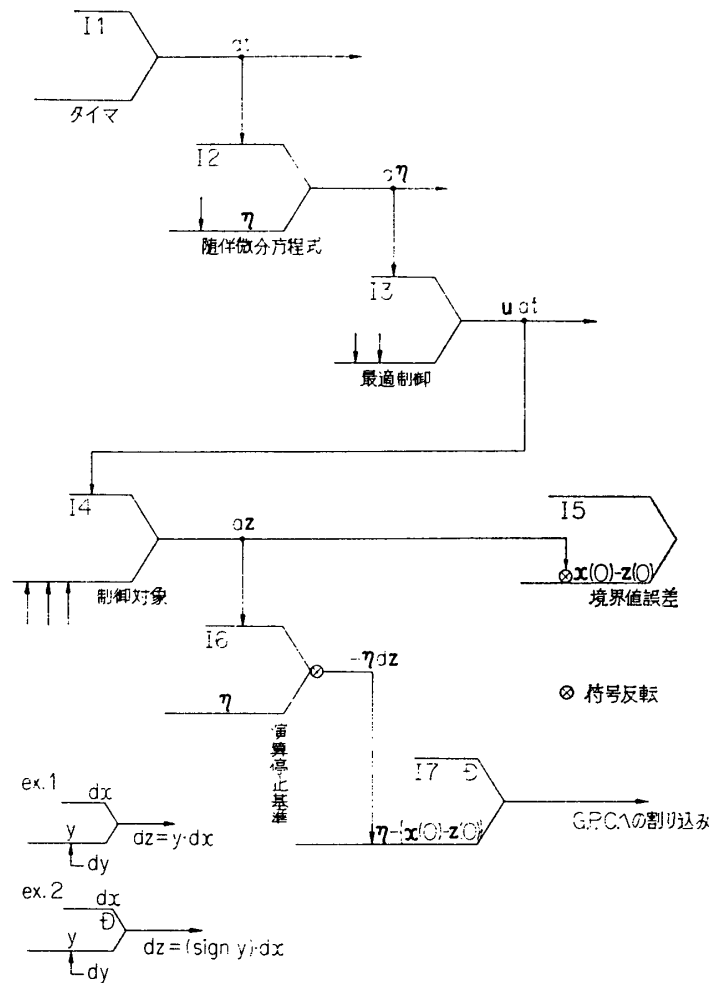 I1
dt
タイマ
I2
dη
η
随伴微分方程式
I3
u dt
最適制御
I4
dz
制御対象
I5
x(0)-z(0)
境界値誤差
I6
-ηdz
η
演算停止基準
⊗ 符号反転
I7 Đ
η-(x(0)-z(0))
G.P.C.への割り込み
ex.1
dx
y
dz=y·dx
dy
ex.2
dx
Đ
y
dz=(sign y)·dx
dy